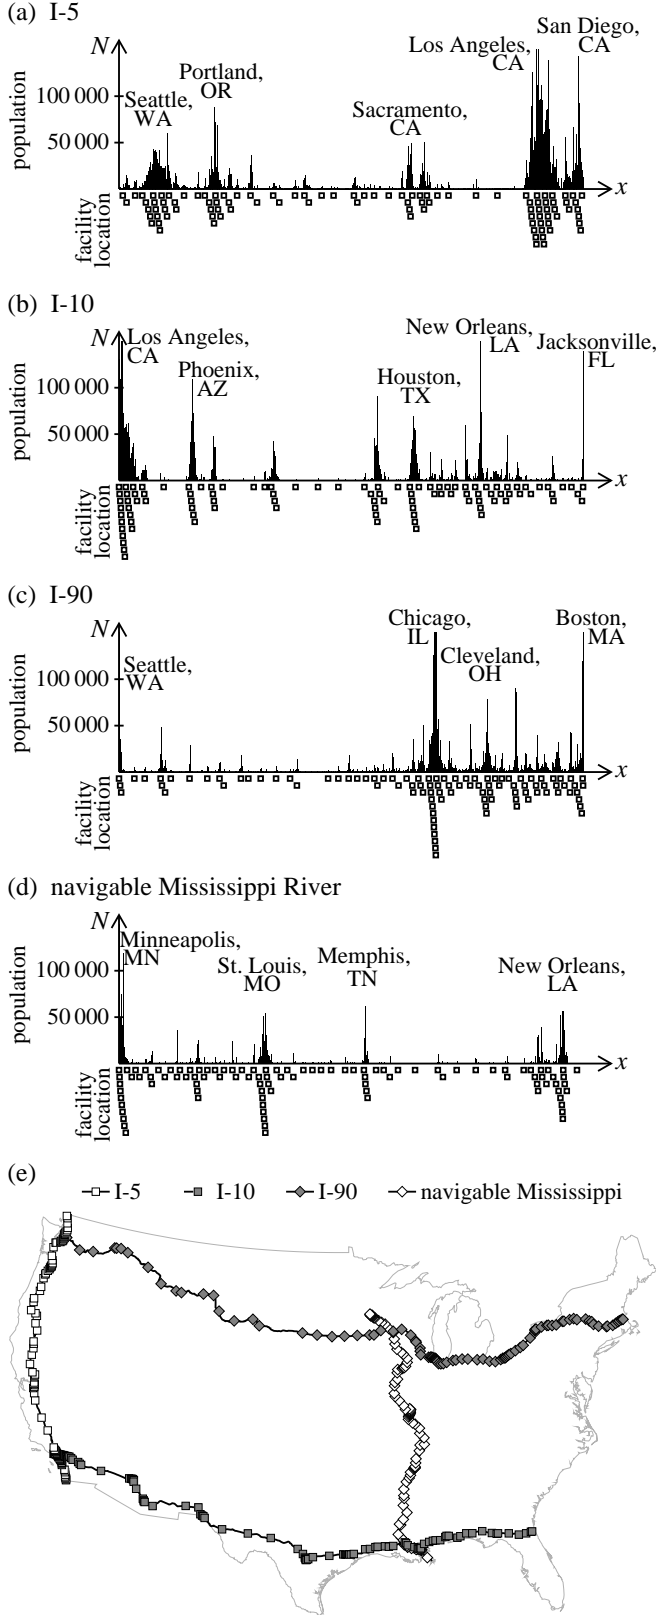 (a) I-5
N
population
100 000
50 000
Seattle,
WA
Portland,
OR
Sacramento,
CA
Los Angeles,
CA
San Diego,
CA
x
facility
location
(b) I-10
N
population
100 000
50 000
Los Angeles,
CA
Phoenix,
AZ
Houston,
TX
New Orleans,
LA
Jacksonville,
FL
x
facility
location
(c) I-90
N
population
100 000
50 000
Seattle,
WA
Chicago,
IL
Cleveland,
OH
Boston,
MA
x
facility
location
(d) navigable Mississippi River
N
population
100 000
50 000
Minneapolis,
MN
St. Louis,
MO
Memphis,
TN
New Orleans,
LA
x
facility
location
(e)
I-5 I-10 I-90 navigable Mississippi